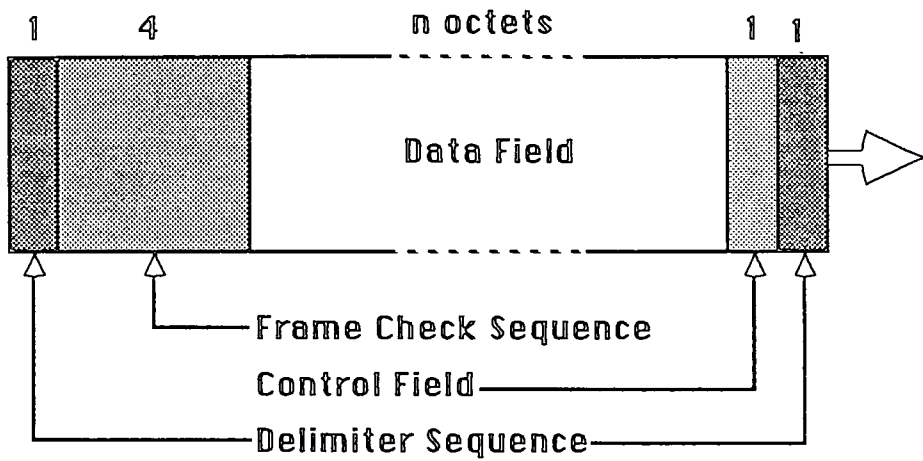 1 4 n octets 1 1
Data Field
Frame Check Sequence
Control Field
Delimiter Sequence